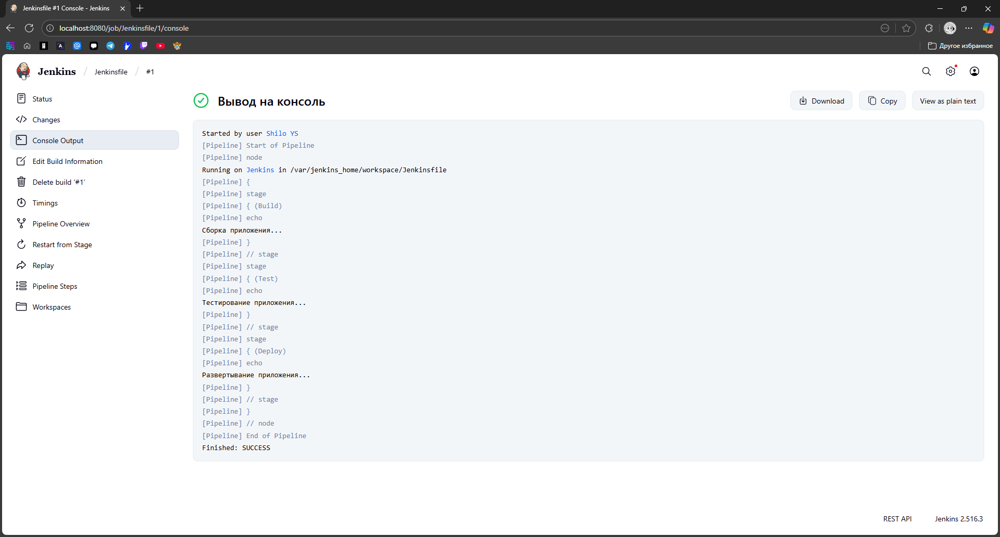 Jenkinsfile #1 Console - Jenkins
localhost:8080/job/Jenkinsfile/1/console
Другое избранное
Jenkins / Jenkinsfile / #1
Status
Changes
Console Output
Edit Build Information
Delete build ‘#1’
Timings
Pipeline Overview
Restart from Stage
Replay
Pipeline Steps
Workspaces
Вывод на консоль
Download
Copy
View as plain text
Started by user Shilo YS
[Pipeline] Start of Pipeline
[Pipeline] node
Running on Jenkins in /var/jenkins_home/workspace/Jenkinsfile
[Pipeline] {
[Pipeline] stage
[Pipeline] { (Build)
[Pipeline] echo
Сборка приложения...
[Pipeline] }
[Pipeline] // stage
[Pipeline] stage
[Pipeline] { (Test)
[Pipeline] echo
Тестирование приложения...
[Pipeline] }
[Pipeline] // stage
[Pipeline] stage
[Pipeline] { (Deploy)
[Pipeline] echo
Развертывание приложения...
[Pipeline] }
[Pipeline] // stage
[Pipeline] }
[Pipeline] // node
[Pipeline] End of Pipeline
Finished: SUCCESS
REST API
Jenkins 2.516.3